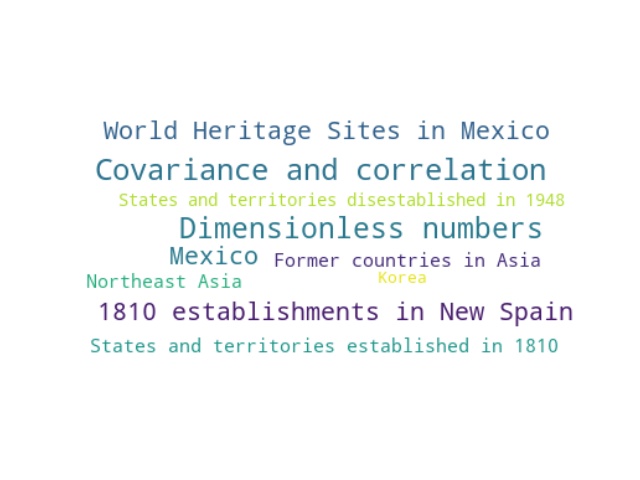 World Heritage Sites in Mexico
Covariance and correlation
States and territories disestablished in 1948
Dimensionless numbers
Mexico
Former countries in Asia
Northeast Asia
Korea
1810 establishments in New Spain
States and territories established in 1810